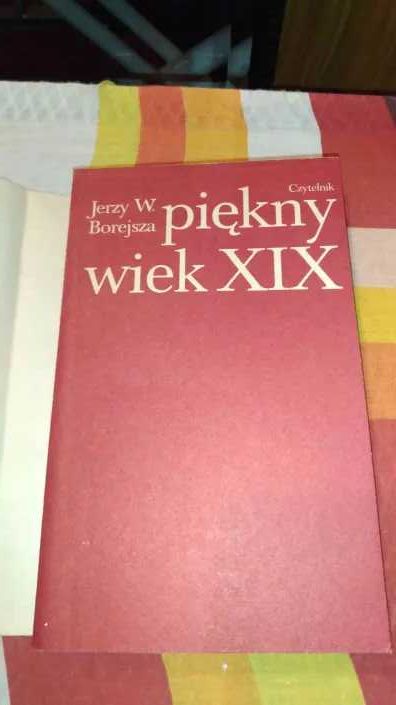 Czytelnik
Jerzy W.
Borejsza
piękny
wiek XIX